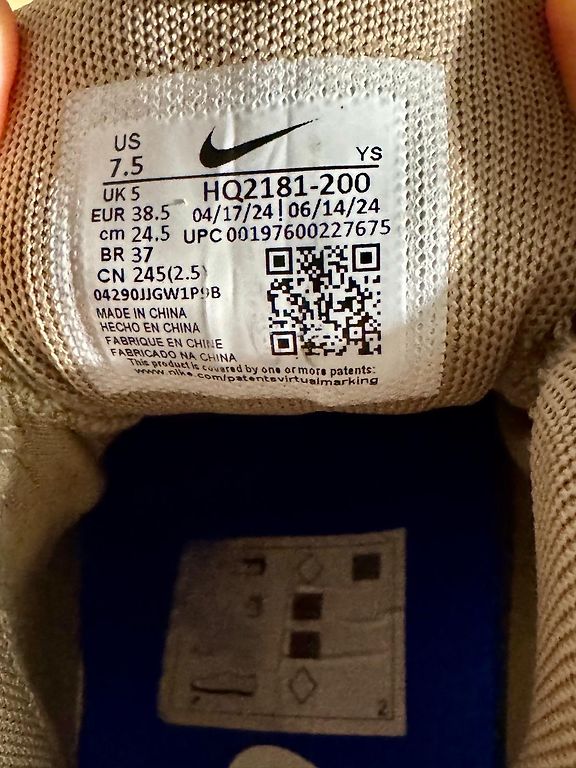 US
7.5
YS
UK 5
HQ2181-200
EUR 38.5
04/17/24 | 06/14/24
cm 24.5
UPC 00197600227675
BR 37
CN 245(2.5)
04290JJGW1P9B
MADE IN CHINA
HECHO EN CHINA
FABRIQUE EN CHINE
FABRICADO NA CHINA
This product is covered by one or more patents:
www.nike.com/patentsvirtualmarking
2